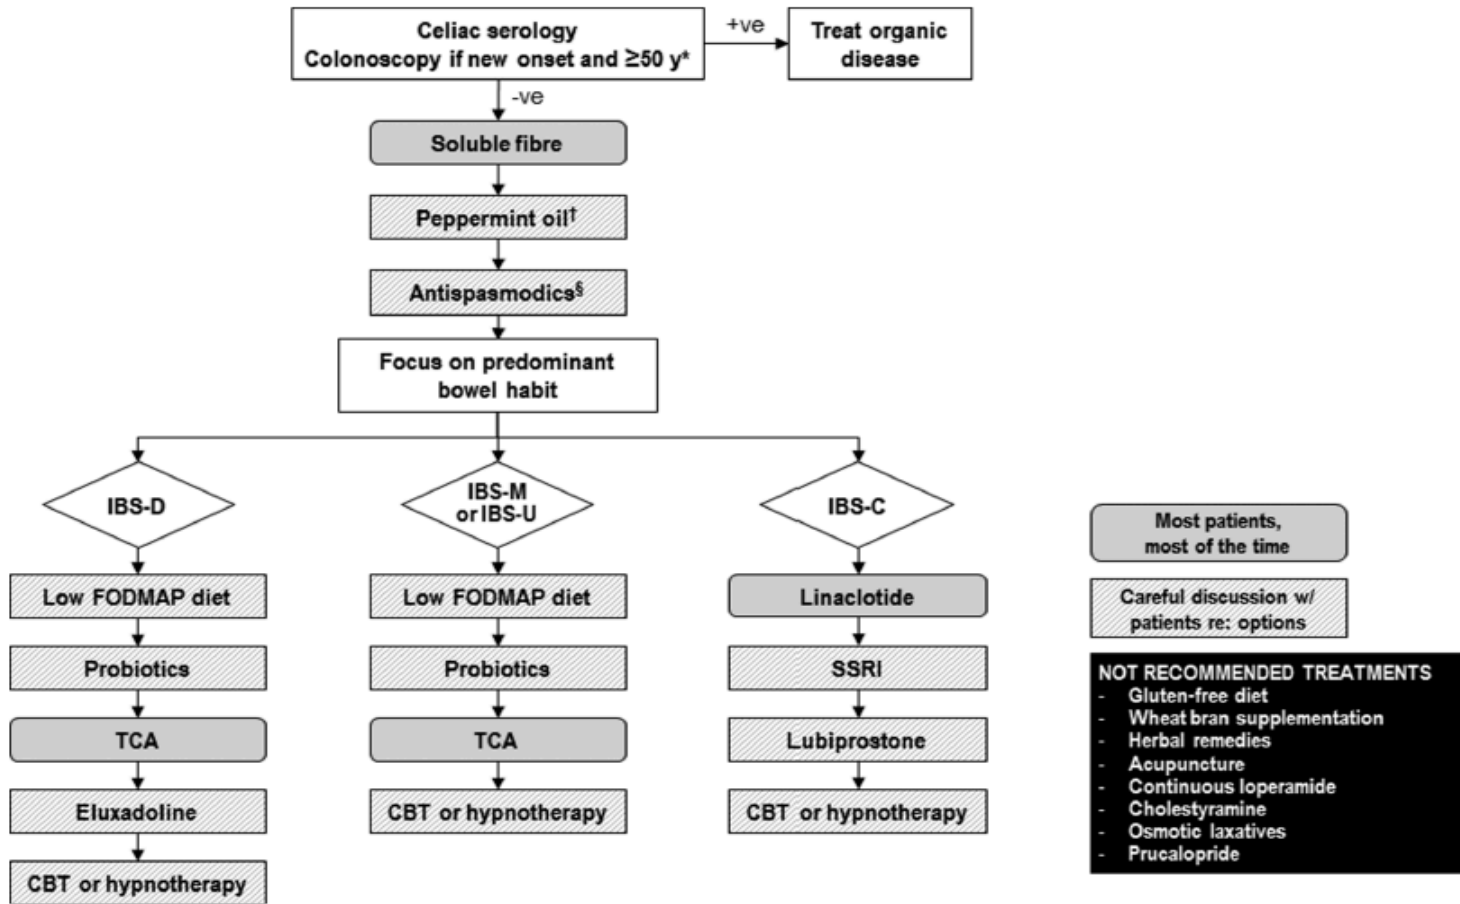 Celiac serology
Colonoscopy if new onset and ≥50 y*
+ve
Treat organic
disease
-ve
Soluble fibre
Peppermint oil†
Antispasmodics§
Focus on predominant
bowel habit
IBS-D
IBS-M
or IBS-U
IBS-C
Low FODMAP diet
Probiotics
TCA
Eluxadoline
CBT or hypnotherapy
Low FODMAP diet
Probiotics
TCA
CBT or hypnotherapy
Linaclotide
SSRI
Lubiprostone
CBT or hypnotherapy
Most patients,
most of the time
Careful discussion w/
patients re: options
NOT RECOMMENDED TREATMENTS
- Gluten-free diet
- Wheat bran supplementation
- Herbal remedies
- Acupuncture
- Continuous loperamide
- Cholestyramine
- Osmotic laxatives
- Prucalopride